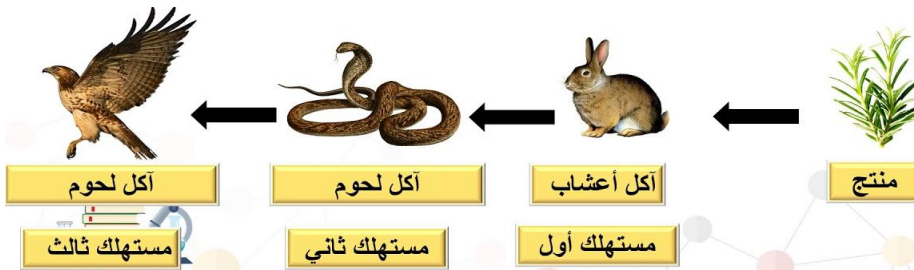 منتج
آكل أعشاب
آكل لحوم
آكل لحوم
مستهلك أول
مستهلك ثاني
مستهلك ثالث